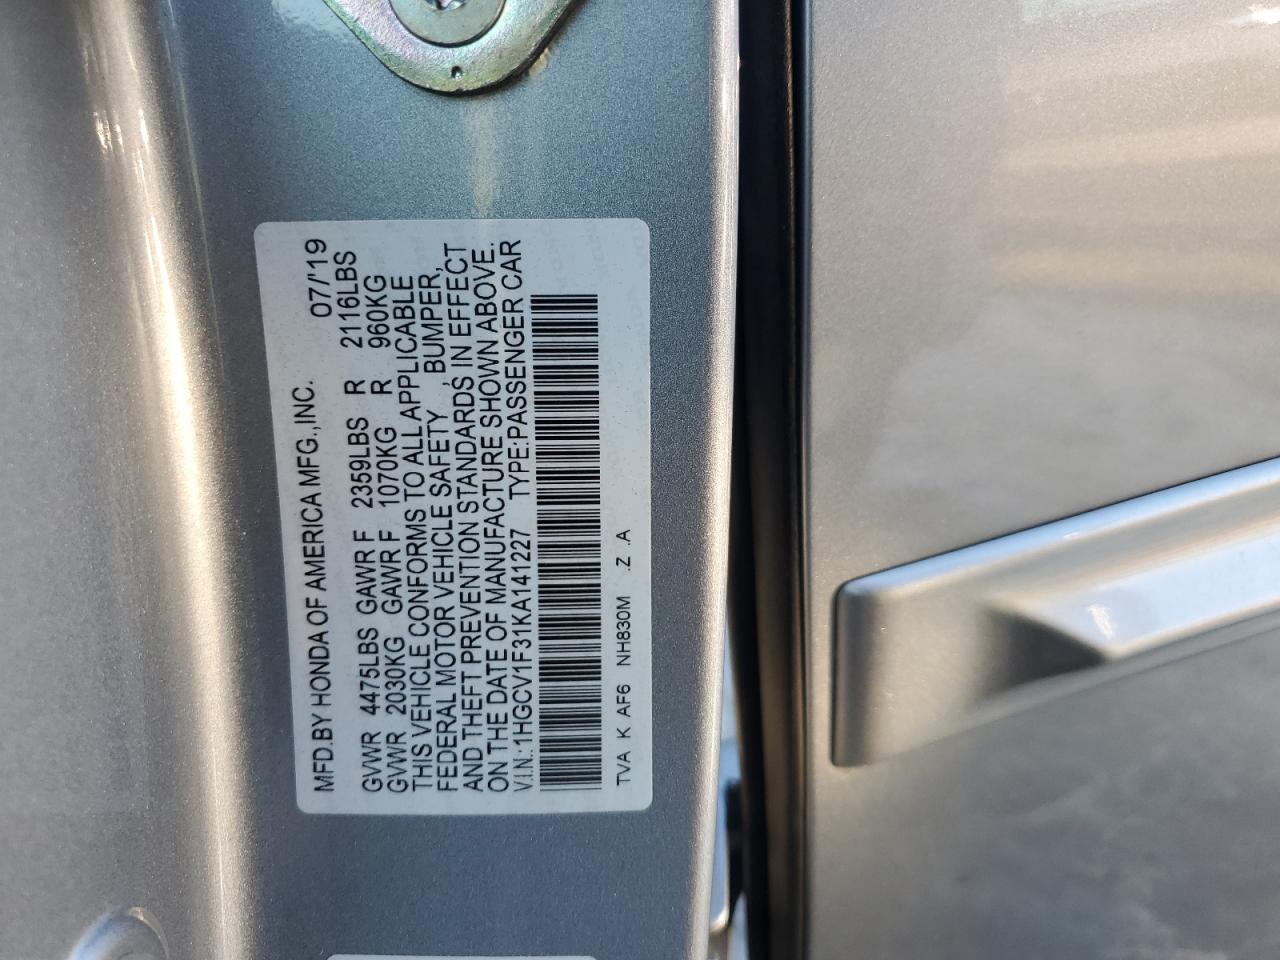 MFD.BY HONDA OF AMERICA MFG.,INC. 07/'19
GVWR 4475LBS GAWR F 2359LBS R 2116LBS
GVWR 2030KG GAWR F 1070KG R 960KG
THIS VEHICLE CONFORMS TO ALL APPLICABLE
FEDERAL MOTOR VEHICLE SAFETY , BUMPER,
AND THEFT PREVENTION STANDARDS IN EFFECT
ON THE DATE OF MANUFACTURE SHOWN ABOVE.
V.I.N.:1HGCV1F31KA141227 TYPE:PASSENGER CAR
TVA K AF6 NH830M .Z .A